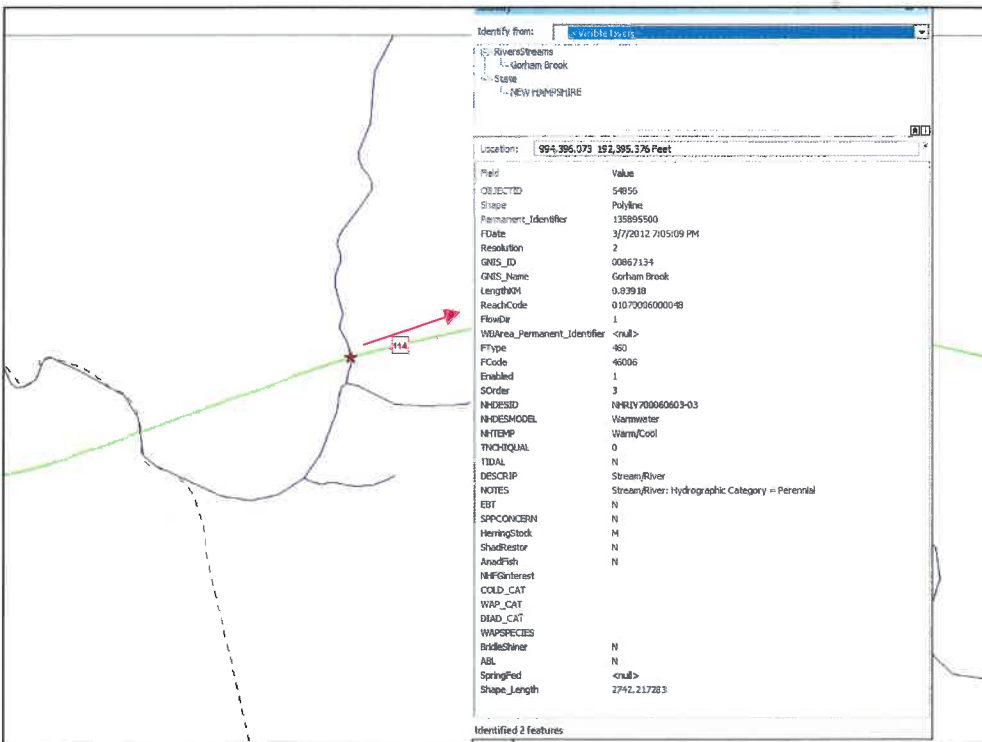 114
Identify from: <Visible layers>
RiversStreams
Gorham Brook
State
NEW HAMPSHIRE
Location: 994,396.073 192,395.376 Feet
Field Value
OBJECTID 54856
Shape Polyline
Permanent_Identifier 135895500
FDate 3/7/2012 7:05:09 PM
Resolution 2
GNIS_ID 00867134
GNIS_Name Gorham Brook
LengthKM 0.83918
ReachCode 01070006000048
FlowDir 1
WBArea_Permanent_Identifier <null>
FType 460
FCode 46006
Enabled 1
SOrder 3
NHDESID NHRIV700060603-03
NHDESMODEL Warmwater
NHTEMP Warm/Cool
TNCHIQUAL 0
TIDAL N
DESCRIP Stream/River
NOTES Stream/River: Hydrographic Category = Perennial
EBT N
SPPCONCERN N
HerringStock M
ShadRestor N
AnadFish N
NHFGinterest
COLD_CAT
WAP_CAT
DIAD_CAT
WAPSPECIES
BridleShiner N
ABL N
SpringFed <null>
Shape_Length 2742.217283
Identified 2 features